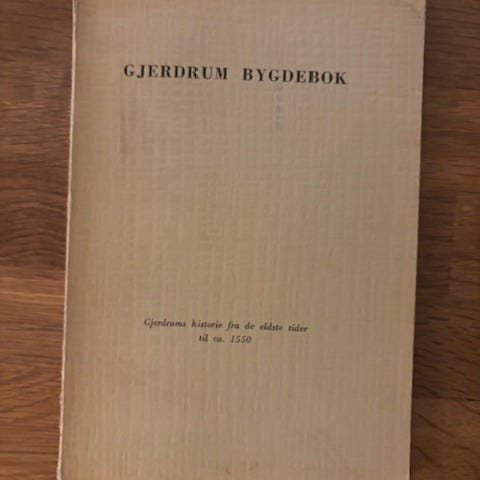 GJERDRUM BYGDEBOK
Gjerdrums historie fra de eldste tider
til ca. 1550